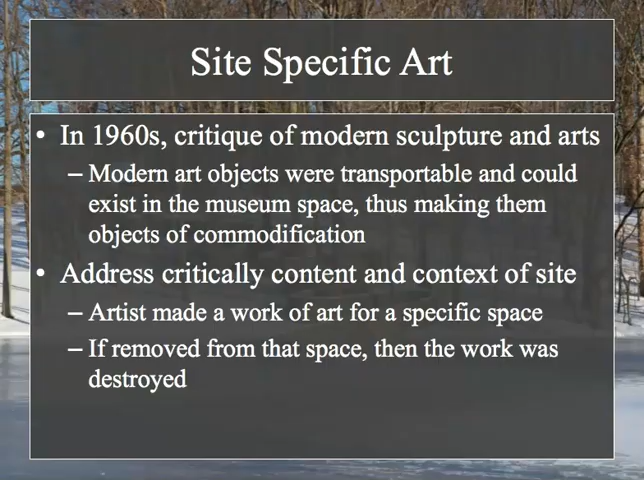 Site Specific Art
• In 1960s, critique of modern sculpture and arts
– Modern art objects were transportable and could
exist in the museum space, thus making them
objects of commodification
• Address critically content and context of site
– Artist made a work of art for a specific space
– If removed from that space, then the work was
destroyed